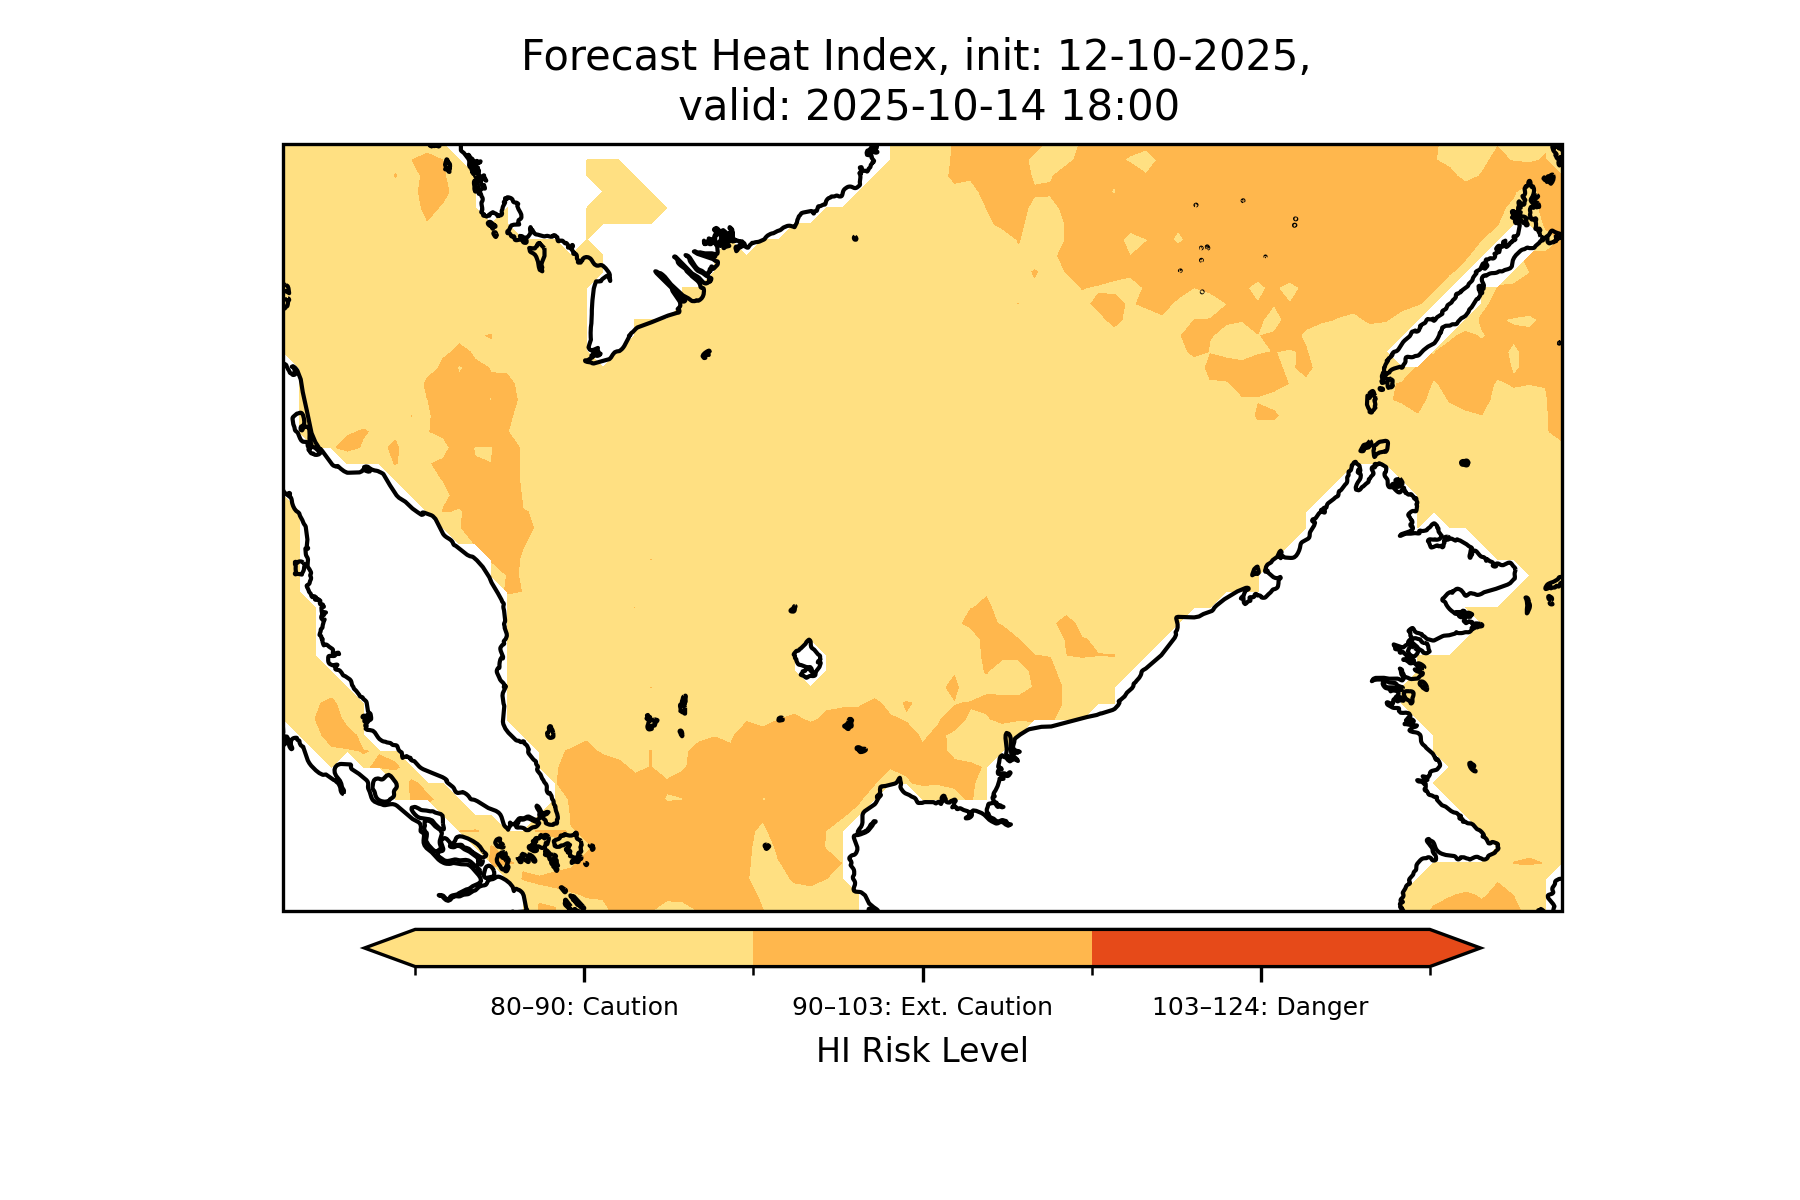 Forecast Heat Index, init: 12-10-2025,
valid: 2025-10-14 18:00
80–90: Caution
90–103: Ext. Caution
103–124: Danger
HI Risk Level